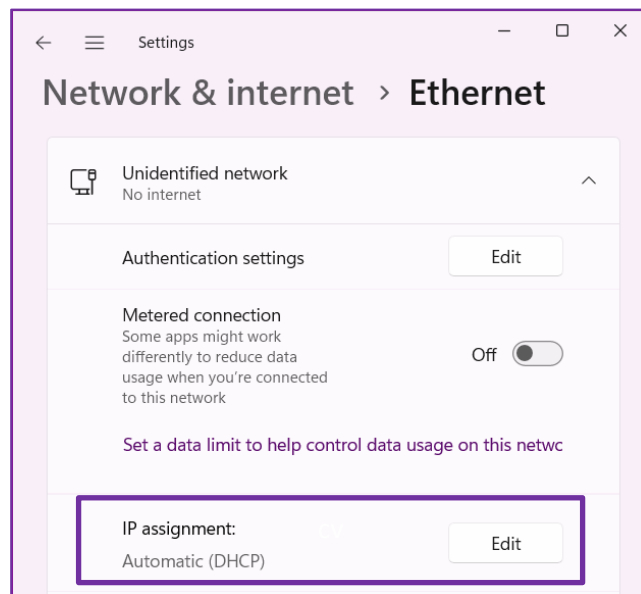 Settings
Network & internet > Ethernet
Unidentified network
No internet
Authentication settings
Edit
Metered connection
Some apps might work
differently to reduce data
usage when you're connected
to this network
Off
Set a data limit to help control data usage on this netwc
IP assignment:
Automatic (DHCP)
Edit